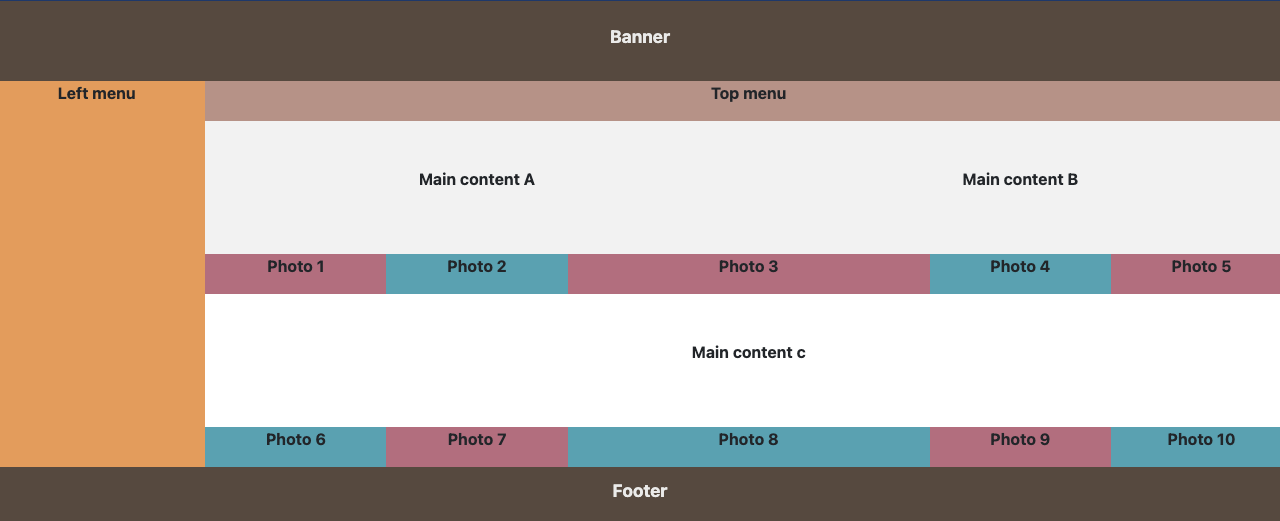 Banner
Left menu
Top menu
Main content A
Main content B
Photo 1
Photo 2
Photo 3
Photo 4
Photo 5
Main content c
Photo 6
Photo 7
Photo 8
Photo 9
Photo 10
Footer